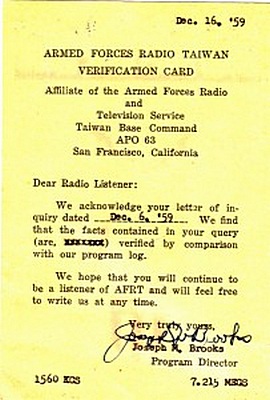 Dec. 16, '59
ARMED FORCES RADIO TAIWAN
VERIFICATION CARD
Affiliate of the Armed Forces Radio
and
Television Service
Taiwan Base Command
APO 63
San Francisco, California
Dear Radio Listener:
We acknowledge your letter of in-
quiry dated Dec. 6, '59. We find
that the facts contained in your query
(are, xxxxxxx) verified by comparison
with our program log.
We hope that you will continue to
be a listener of AFRT and will feel free
to write us at any time.
Very truly yours,
Joseph M. Brooks
Program Director
1560 KCS 7.215 MEGS